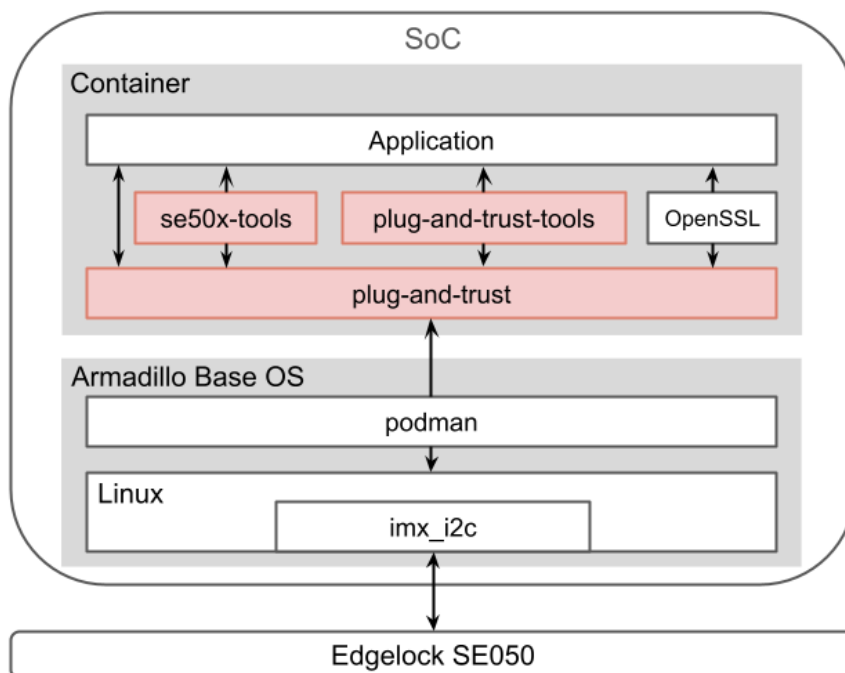 SoC
Container
Application
se50x-tools
plug-and-trust-tools
OpenSSL
plug-and-trust
Armadillo Base OS
podman
Linux
imx_i2c
Edgelock SE050